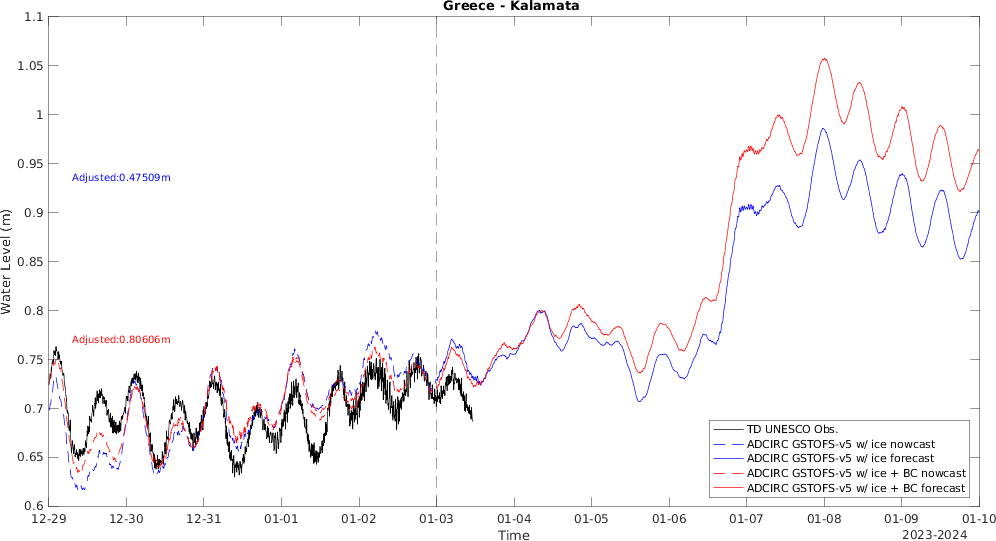 Greece - Kalamata
1.1
1.05
1
0.95
0.9
0.85
0.8
0.75
0.7
0.65
0.6
Water Level (m)
Adjusted:0.47509m
Adjusted:0.80606m
TD UNESCO Obs.
ADCIRC GSTOFS-v5 w/ ice nowcast
ADCIRC GSTOFS-v5 w/ ice forecast
ADCIRC GSTOFS-v5 w/ ice + BC nowcast
ADCIRC GSTOFS-v5 w/ ice + BC forecast
12-29 12-30 12-31 01-01 01-02 01-03 01-04 01-05 01-06 01-07 01-08 01-09 01-10
Time
2023-2024